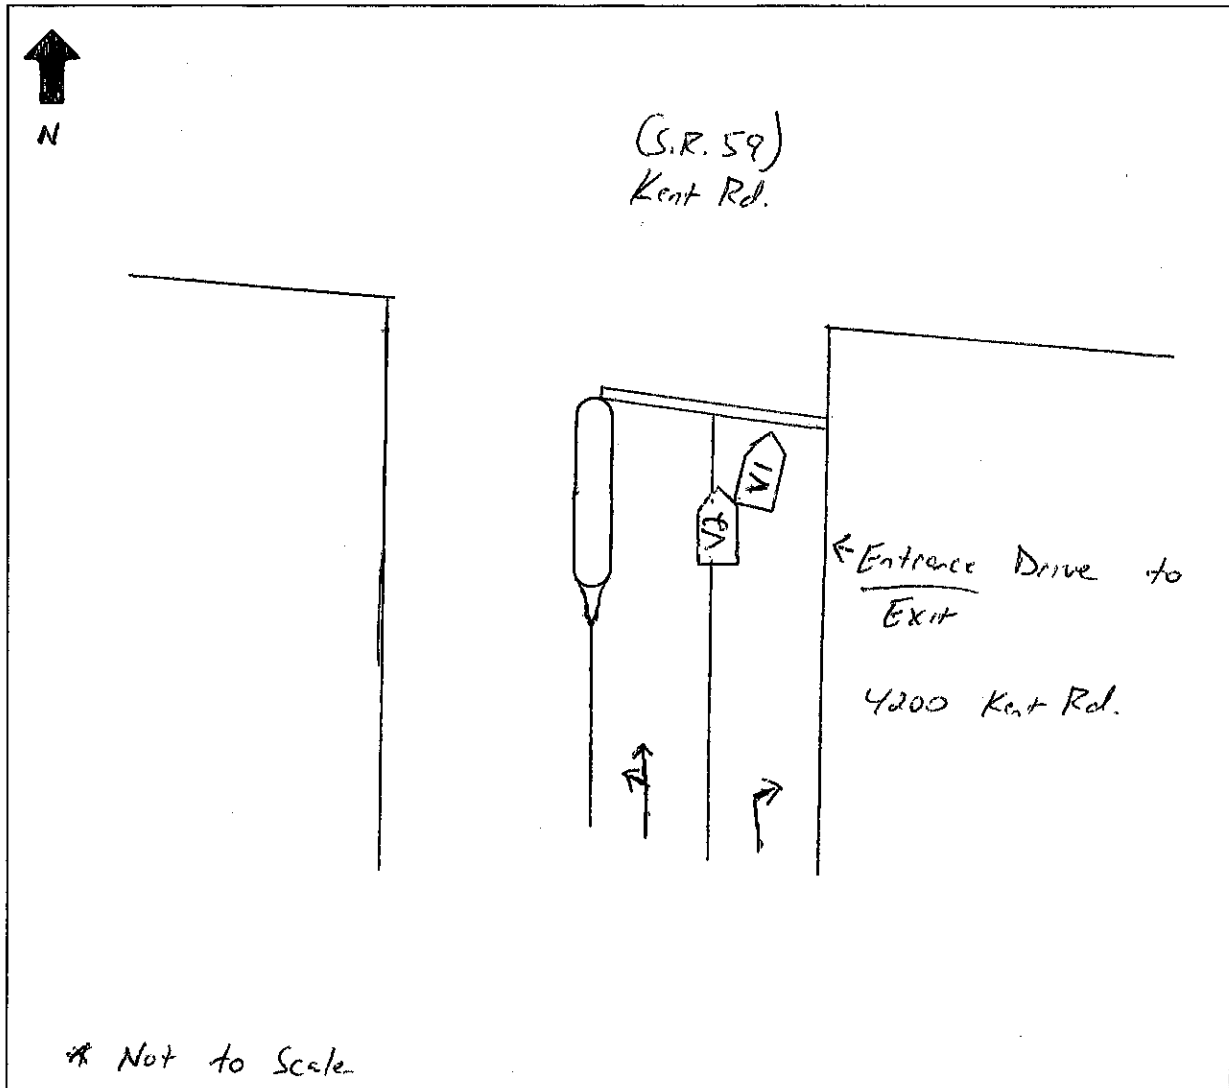 N
(S.R. 59)
Kent Rd.
V1
V2
← Entrance Drive to
Exit
4200 Kent Rd.
* Not to Scale